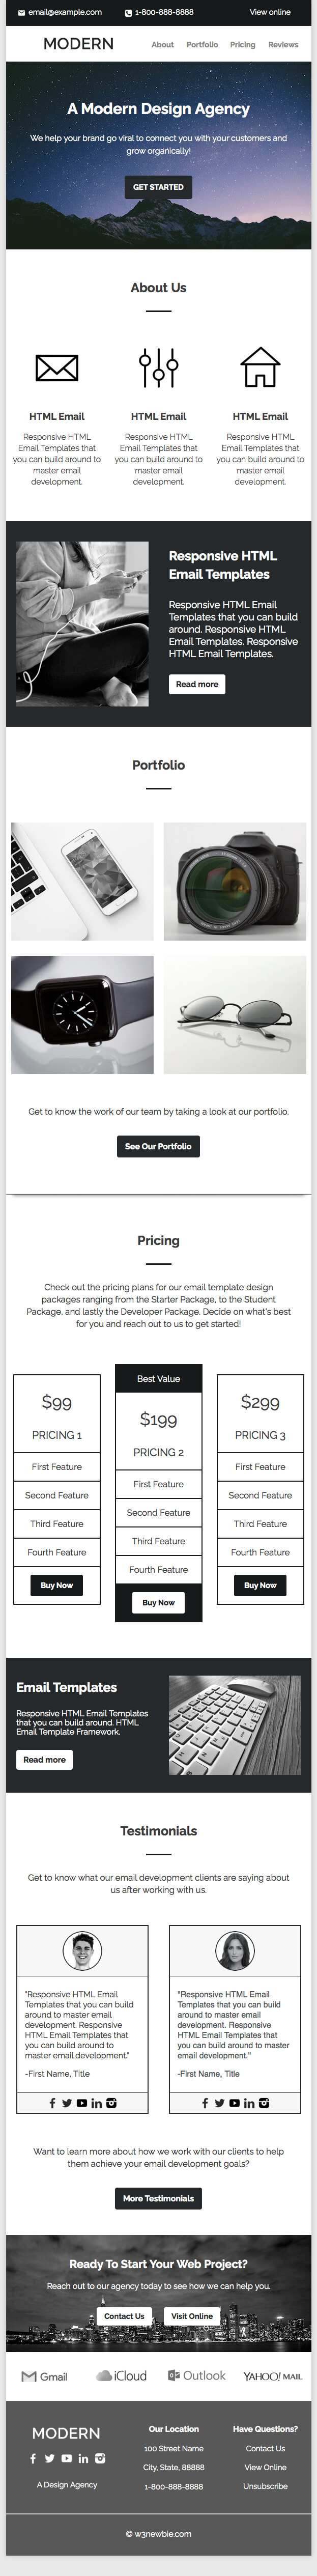 email@example.com 1-800-888-8888 View online
MODERN About Portfolio Pricing Reviews
A Modern Design Agency
We help your brand go viral to connect you with your customers and
grow organically!
GET STARTED
About Us
HTML Email
Responsive HTML
Email Templates that
you can build around to
master email
development.
HTML Email
Responsive HTML
Email Templates that
you can build around to
master email
development.
HTML Email
Responsive HTML
Email Templates that
you can build around to
master email
development.
Responsive HTML
Email Templates
Responsive HTML Email
Templates that you can build
around. Responsive HTML
Email Templates. Responsive
HTML Email Templates.
Read more
Portfolio
Get to know the work of our team by taking a look at our portfolio.
See Our Portfolio
Pricing
Check out the pricing plans for our email template design
packages ranging from the Starter Package, to the Student
Package, and lastly the Developer Package. Decide on what's best
for you and reach out to us to get started!
$99
PRICING 1
First Feature
Second Feature
Third Feature
Fourth Feature
Buy Now
Best Value
$199
PRICING 2
First Feature
Second Feature
Third Feature
Fourth Feature
Buy Now
$299
PRICING 3
First Feature
Second Feature
Third Feature
Fourth Feature
Buy Now
Email Templates
Responsive HTML Email Templates
that you can build around. HTML
Email Template Framework.
Read more
Testimonials
Get to know what our email development clients are saying about
us after working with us.
"Responsive HTML Email
Templates that you can build
around to master email
development. Responsive
HTML Email Templates that
you can build around to
master email development."
-First Name, Title
"Responsive HTML Email
Templates that you can build
around to master email
development. Responsive
HTML Email Templates that
you can build around to master
email development."
-First Name, Title
Want to learn more about how we work with our clients to help
them achieve your email development goals?
More Testimonials
Ready To Start Your Web Project?
Reach out to our agency today to see how we can help you.
Contact Us Visit Online
Gmail iCloud Outlook YAHOO! MAIL
MODERN
A Design Agency
Our Location
100 Street Name
City, State, 88888
1-800-888-8888
Have Questions?
Contact Us
View Online
Unsubscribe
© w3newbie.com